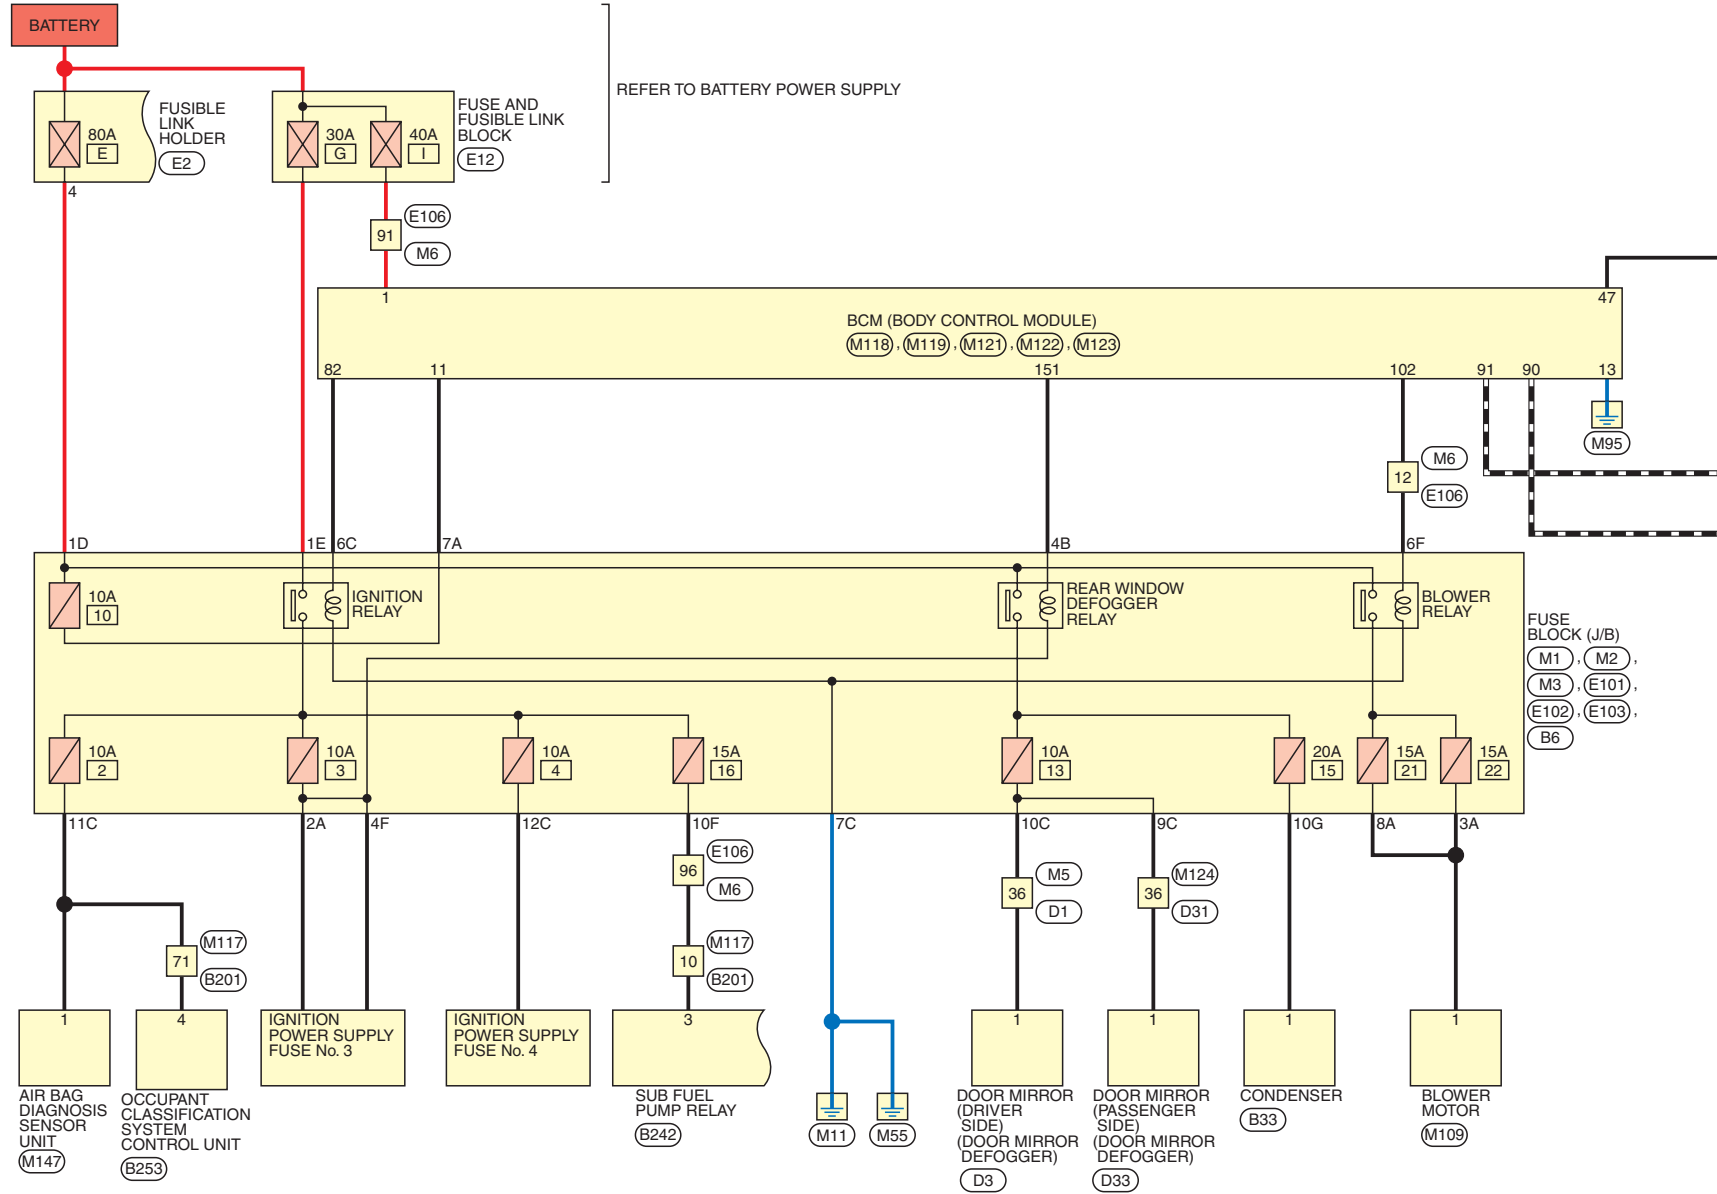 BATTERY
REFER TO BATTERY POWER SUPPLY
80A
E
FUSIBLE
LINK
HOLDER
E2
4
30A
G
40A
I
FUSE AND
FUSIBLE LINK
BLOCK
E12
E106
91
M6
1
47
BCM (BODY CONTROL MODULE)
M118 , M119 , M121 , M122 , M123
82
11
151
102
91
90
13
M95
M6
12
E106
1D
1E
6C
7A
4B
6F
10A
10
IGNITION
RELAY
REAR WINDOW
DEFOGGER
RELAY
BLOWER
RELAY
FUSE
BLOCK (J/B)
M1 , M2 ,
M3 , E101 ,
E102 , E103 ,
B6
10A
2
10A
3
10A
4
15A
16
10A
13
20A
15
15A
21
15A
22
11C
2A
4F
12C
10F
7C
10C
9C
10G
8A
3A
E106
96
M6
M5
36
D1
M124
36
D31
M117
71
B201
M117
10
B201
1
4
IGNITION
POWER SUPPLY
FUSE No. 3
IGNITION
POWER SUPPLY
FUSE No. 4
3
1
1
1
1
AIR BAG
DIAGNOSIS
SENSOR
UNIT
M147
OCCUPANT
CLASSIFICATION
SYSTEM
CONTROL UNIT
B253
SUB FUEL
PUMP RELAY
B242
M11
M55
DOOR MIRROR
(DRIVER
SIDE)
(DOOR MIRROR
DEFOGGER)
D3
DOOR MIRROR
(PASSENGER
SIDE)
(DOOR MIRROR
DEFOGGER)
D33
CONDENSER
B33
BLOWER
MOTOR
M109